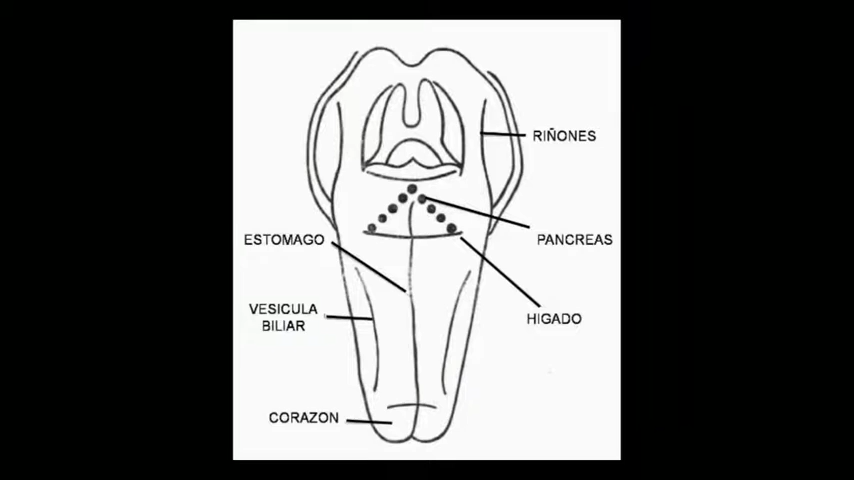 RIÑONES
ESTOMAGO
PANCREAS
VESICULA
BILIAR
HIGADO
CORAZON